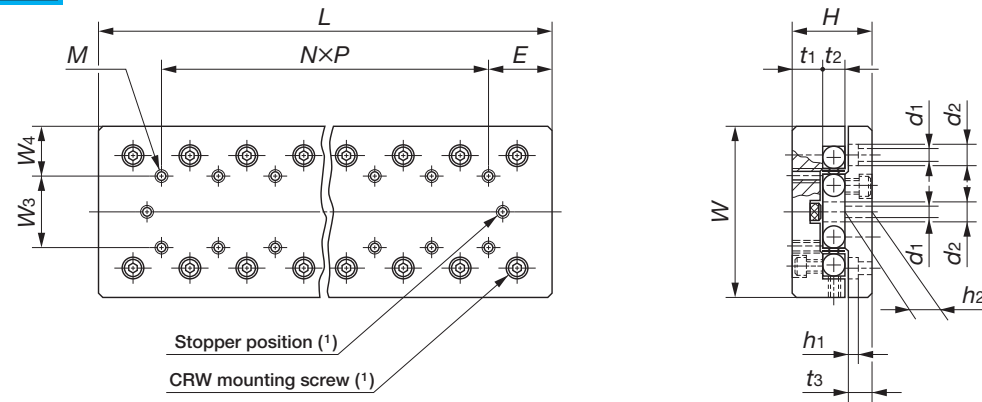 L
M
N×P
E
W4
W3
Stopper position (1)
CRW mounting screw (1)
H
t1 t2
d1 d2
W
d1 d2
h2
h1
t3